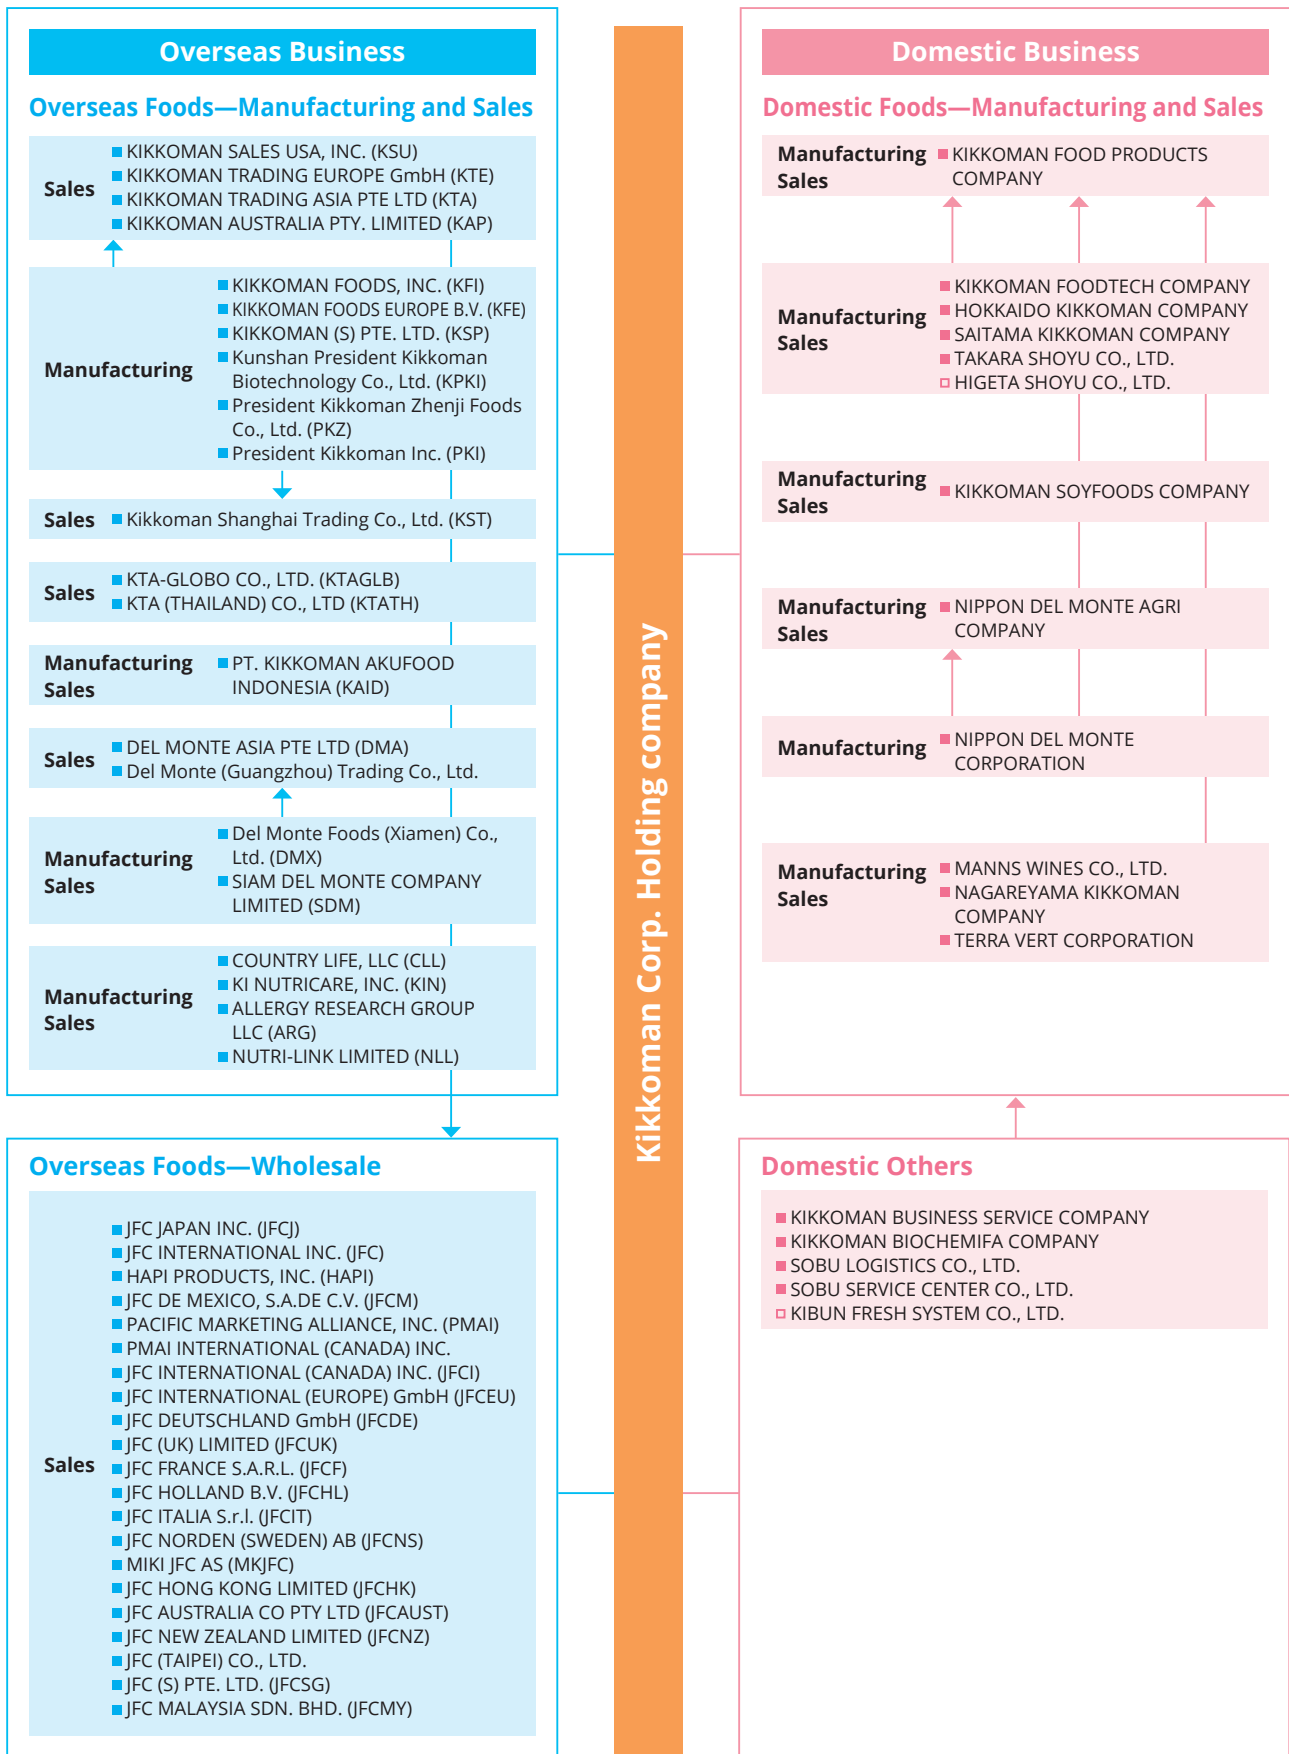 Overseas Business
Overseas Foods—Manufacturing and Sales
Sales
KIKKOMAN SALES USA, INC. (KSU)
KIKKOMAN TRADING EUROPE GmbH (KTE)
KIKKOMAN TRADING ASIA PTE LTD (KTA)
KIKKOMAN AUSTRALIA PTY. LIMITED (KAP)
Manufacturing
KIKKOMAN FOODS, INC. (KFI)
KIKKOMAN FOODS EUROPE B.V. (KFE)
KIKKOMAN (S) PTE. LTD. (KSP)
Kunshan President Kikkoman
Biotechnology Co., Ltd. (KPKI)
President Kikkoman Zhenji Foods
Co., Ltd. (PKZ)
President Kikkoman Inc. (PKI)
Sales
Kikkoman Shanghai Trading Co., Ltd. (KST)
Sales
KTA-GLOBO CO., LTD. (KTAGLB)
KTA (THAILAND) CO., LTD (KTATH)
Manufacturing
Sales
PT. KIKKOMAN AKUFOOD
INDONESIA (KAID)
Sales
DEL MONTE ASIA PTE LTD (DMA)
Del Monte (Guangzhou) Trading Co., Ltd.
Manufacturing
Sales
Del Monte Foods (Xiamen) Co.,
Ltd. (DMX)
SIAM DEL MONTE COMPANY
LIMITED (SDM)
Manufacturing
Sales
COUNTRY LIFE, LLC (CLL)
KI NUTRICARE, INC. (KIN)
ALLERGY RESEARCH GROUP
LLC (ARG)
NUTRI-LINK LIMITED (NLL)
Overseas Foods—Wholesale
Sales
JFC JAPAN INC. (JFCJ)
JFC INTERNATIONAL INC. (JFC)
HAPI PRODUCTS, INC. (HAPI)
JFC DE MEXICO, S.A.DE C.V. (JFCM)
PACIFIC MARKETING ALLIANCE, INC. (PMAI)
PMAI INTERNATIONAL (CANADA) INC.
JFC INTERNATIONAL (CANADA) INC. (JFCI)
JFC INTERNATIONAL (EUROPE) GmbH (JFCEU)
JFC DEUTSCHLAND GmbH (JFCDE)
JFC (UK) LIMITED (JFCUK)
JFC FRANCE S.A.R.L. (JFCF)
JFC HOLLAND B.V. (JFCHL)
JFC ITALIA S.r.l. (JFCIT)
JFC NORDEN (SWEDEN) AB (JFCNS)
MIKI JFC AS (MKJFC)
JFC HONG KONG LIMITED (JFCHK)
JFC AUSTRALIA CO PTY LTD (JFCAUST)
JFC NEW ZEALAND LIMITED (JFCNZ)
JFC (TAIPEI) CO., LTD.
JFC (S) PTE. LTD. (JFCSG)
JFC MALAYSIA SDN. BHD. (JFCMY)
Kikkoman Corp. Holding company
Domestic Business
Domestic Foods—Manufacturing and Sales
Manufacturing
Sales
KIKKOMAN FOOD PRODUCTS
COMPANY
Manufacturing
Sales
KIKKOMAN FOODTECH COMPANY
HOKKAIDO KIKKOMAN COMPANY
SAITAMA KIKKOMAN COMPANY
TAKARA SHOYU CO., LTD.
HIGETA SHOYU CO., LTD.
Manufacturing
Sales
KIKKOMAN SOYFOODS COMPANY
Manufacturing
Sales
NIPPON DEL MONTE AGRI
COMPANY
Manufacturing
NIPPON DEL MONTE
CORPORATION
Manufacturing
Sales
MANNS WINES CO., LTD.
NAGAREYAMA KIKKOMAN
COMPANY
TERRA VERT CORPORATION
Domestic Others
KIKKOMAN BUSINESS SERVICE COMPANY
KIKKOMAN BIOCHEMIFA COMPANY
SOBU LOGISTICS CO., LTD.
SOBU SERVICE CENTER CO., LTD.
KIBUN FRESH SYSTEM CO., LTD.